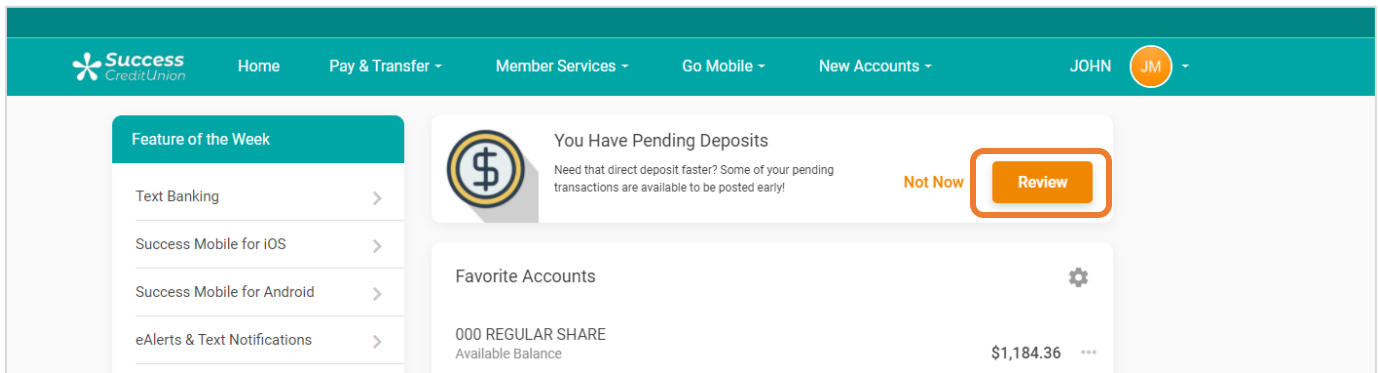 Success
CreditUnion
Home
Pay & Transfer
Member Services
Go Mobile
New Accounts
JOHN
JM
Feature of the Week
Text Banking
Success Mobile for iOS
Success Mobile for Android
eAlerts & Text Notifications
You Have Pending Deposits
Need that direct deposit faster? Some of your pending
transactions are available to be posted early!
Not Now
Review
Favorite Accounts
000 REGULAR SHARE
Available Balance
$1,184.36